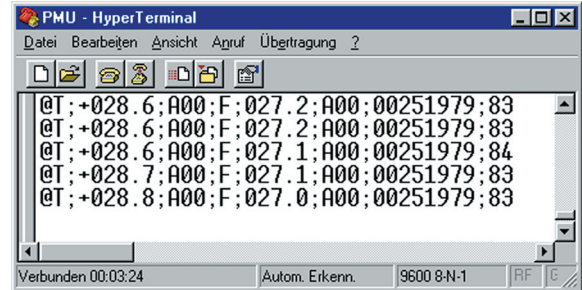 PMU - HyperTerminal
Datei Bearbeiten Ansicht Anruf Übertragung ?
@T;+028.6;A00;F;027.2;A00;00251979;83
@T;+028.6;A00;F;027.2;A00;00251979;83
@T;+028.6;A00;F;027.1;A00;00251979;84
@T;+028.7;A00;F;027.1;A00;00251979;83
@T;+028.8;A00;F;027.0;A00;00251979;83
Verbunden 00:03:24 Autom. Erkenn. 9600 8-N-1 RF G